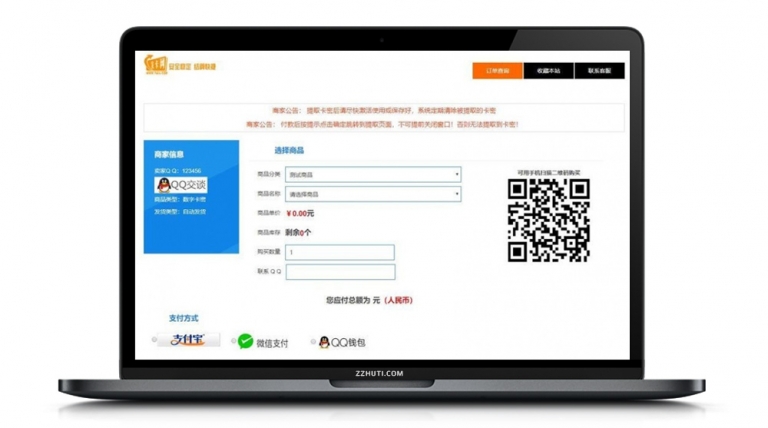 订单查询 收藏本站 联系客服
商家公告： 提取卡密后请尽快激活使用或保存好，系统定期清除被提取的卡密
商家公告： 付款后按提示点击确定跳转到提取页面，不可提前关闭窗口！否则无法提取到卡密！
商家信息
卖家QQ：123456
QQ交谈
商品类型：数字卡密
发货类型：自动发货
选择商品
商品分类 测试商品
商品名称 请选择商品
商品单价 ￥0.00元
商品库存 剩余0个
购买数量 1
联系QQ
可用手机扫描二维码购买
您应付总额为 元（人民币）
支付方式
支付宝 微信支付 QQ钱包
ZZHUTI.COM